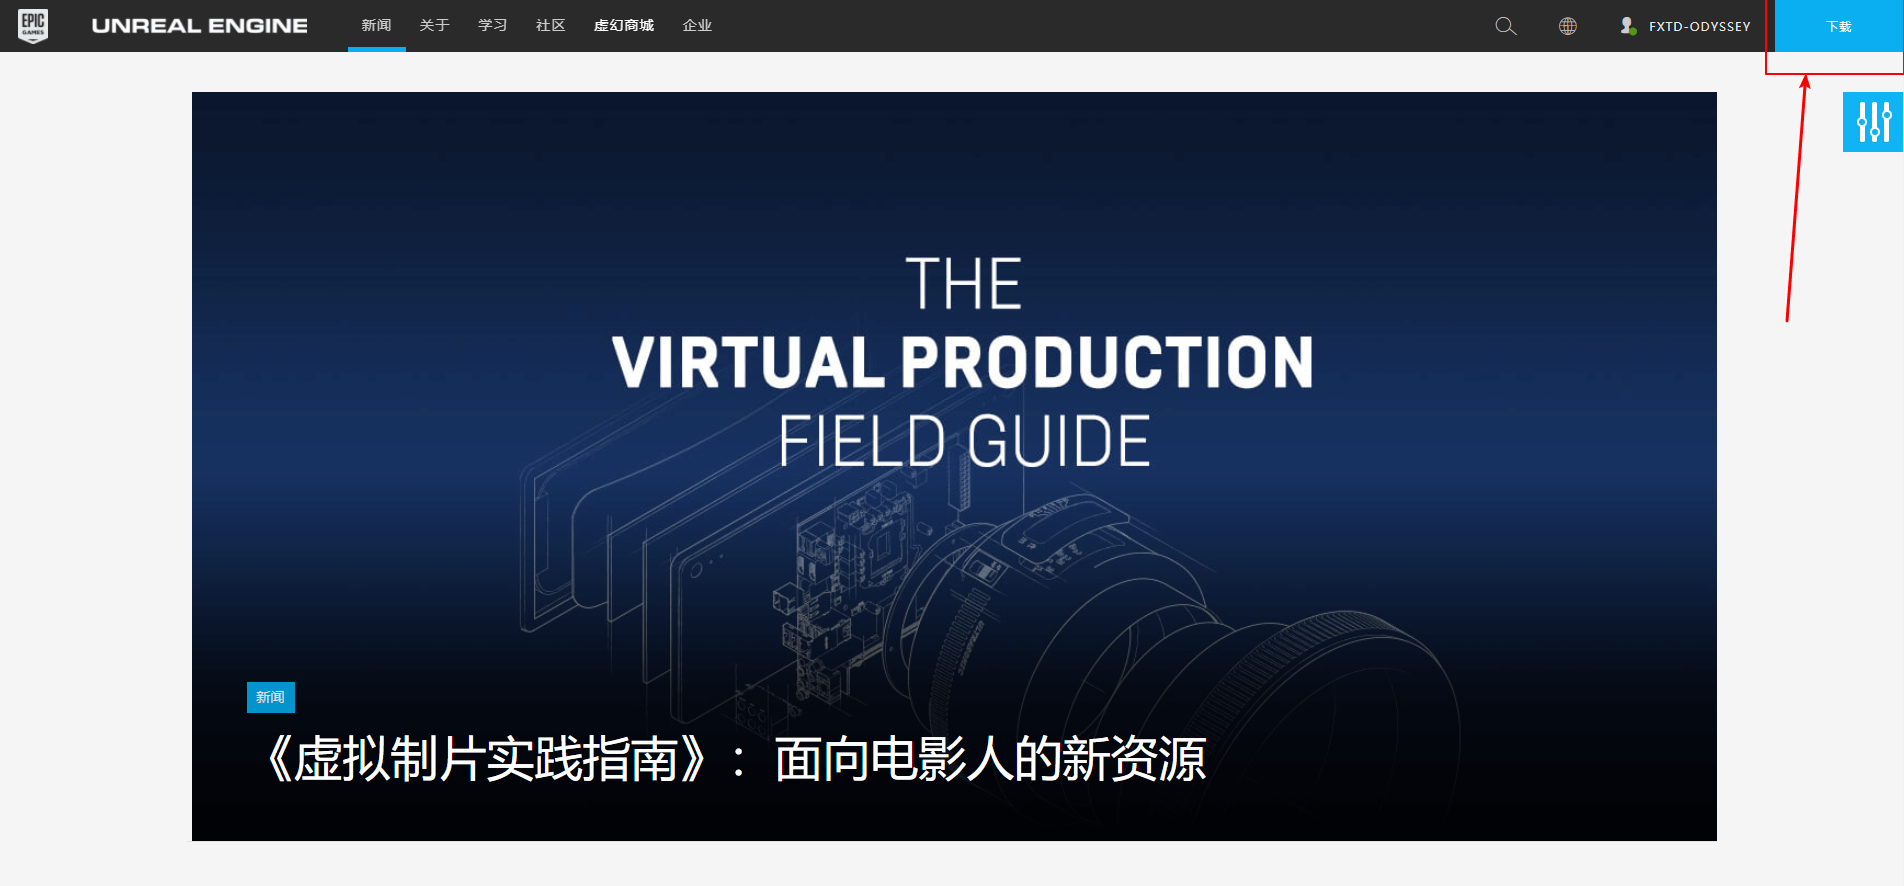 EPIC
GAMES
UNREAL ENGINE
新闻
关于
学习
社区
虚幻商城
企业
FXTD-ODYSSEY
下载
THE
VIRTUAL PRODUCTION
FIELD GUIDE
新闻
《虚拟制片实践指南》：面向电影人的新资源